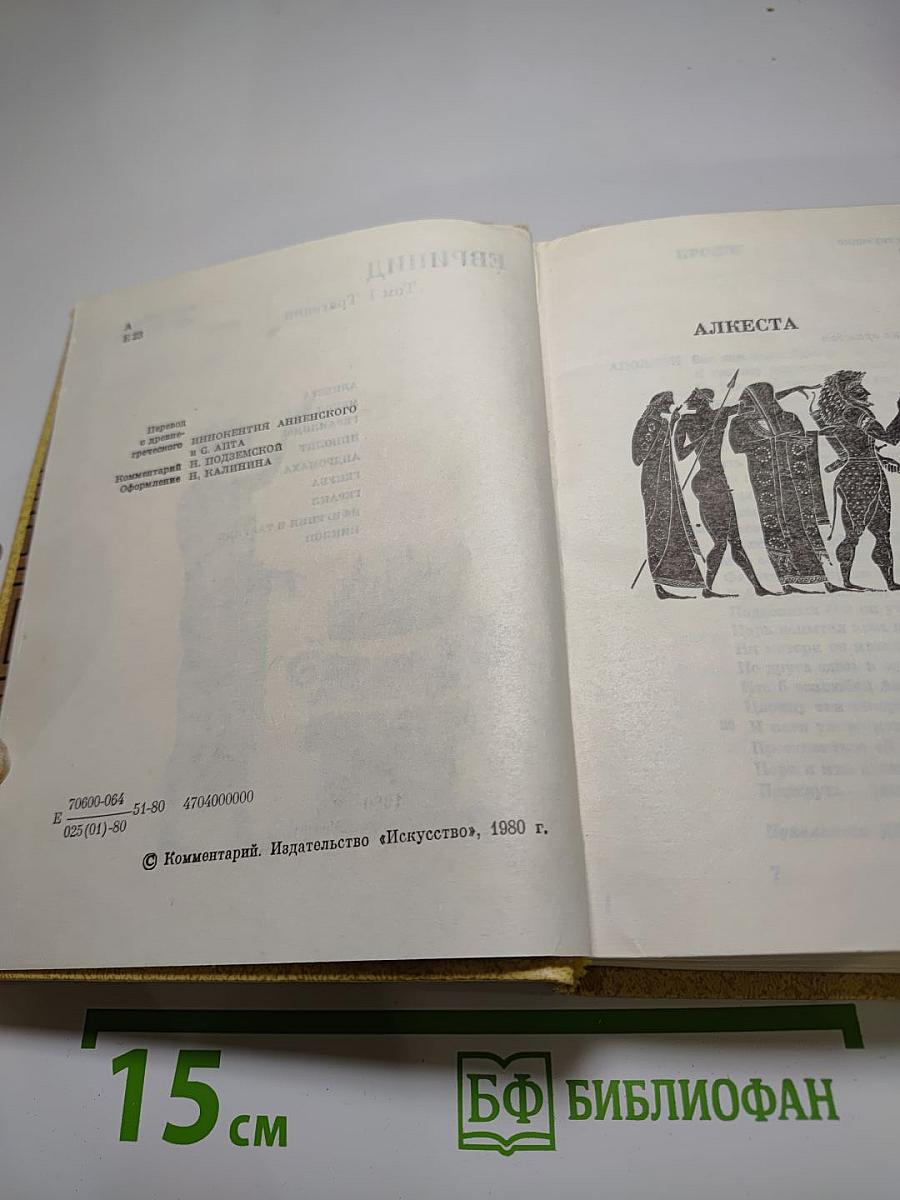 А
Е 23
Перевод
с древне-
греческого
ИННОКЕНТИЯ АННЕНСКОГО
и С. АПТА
Комментарий Н. ПОДЗЕМСКОЙ
Оформление Н. КАЛИНИНА
Е 70600-064
025(01)-80
51-80 4704000000
© Комментарий. Издательство «Искусство», 1980 г.
АЛКЕСТА
15 см
БФ БИБЛИОФАН